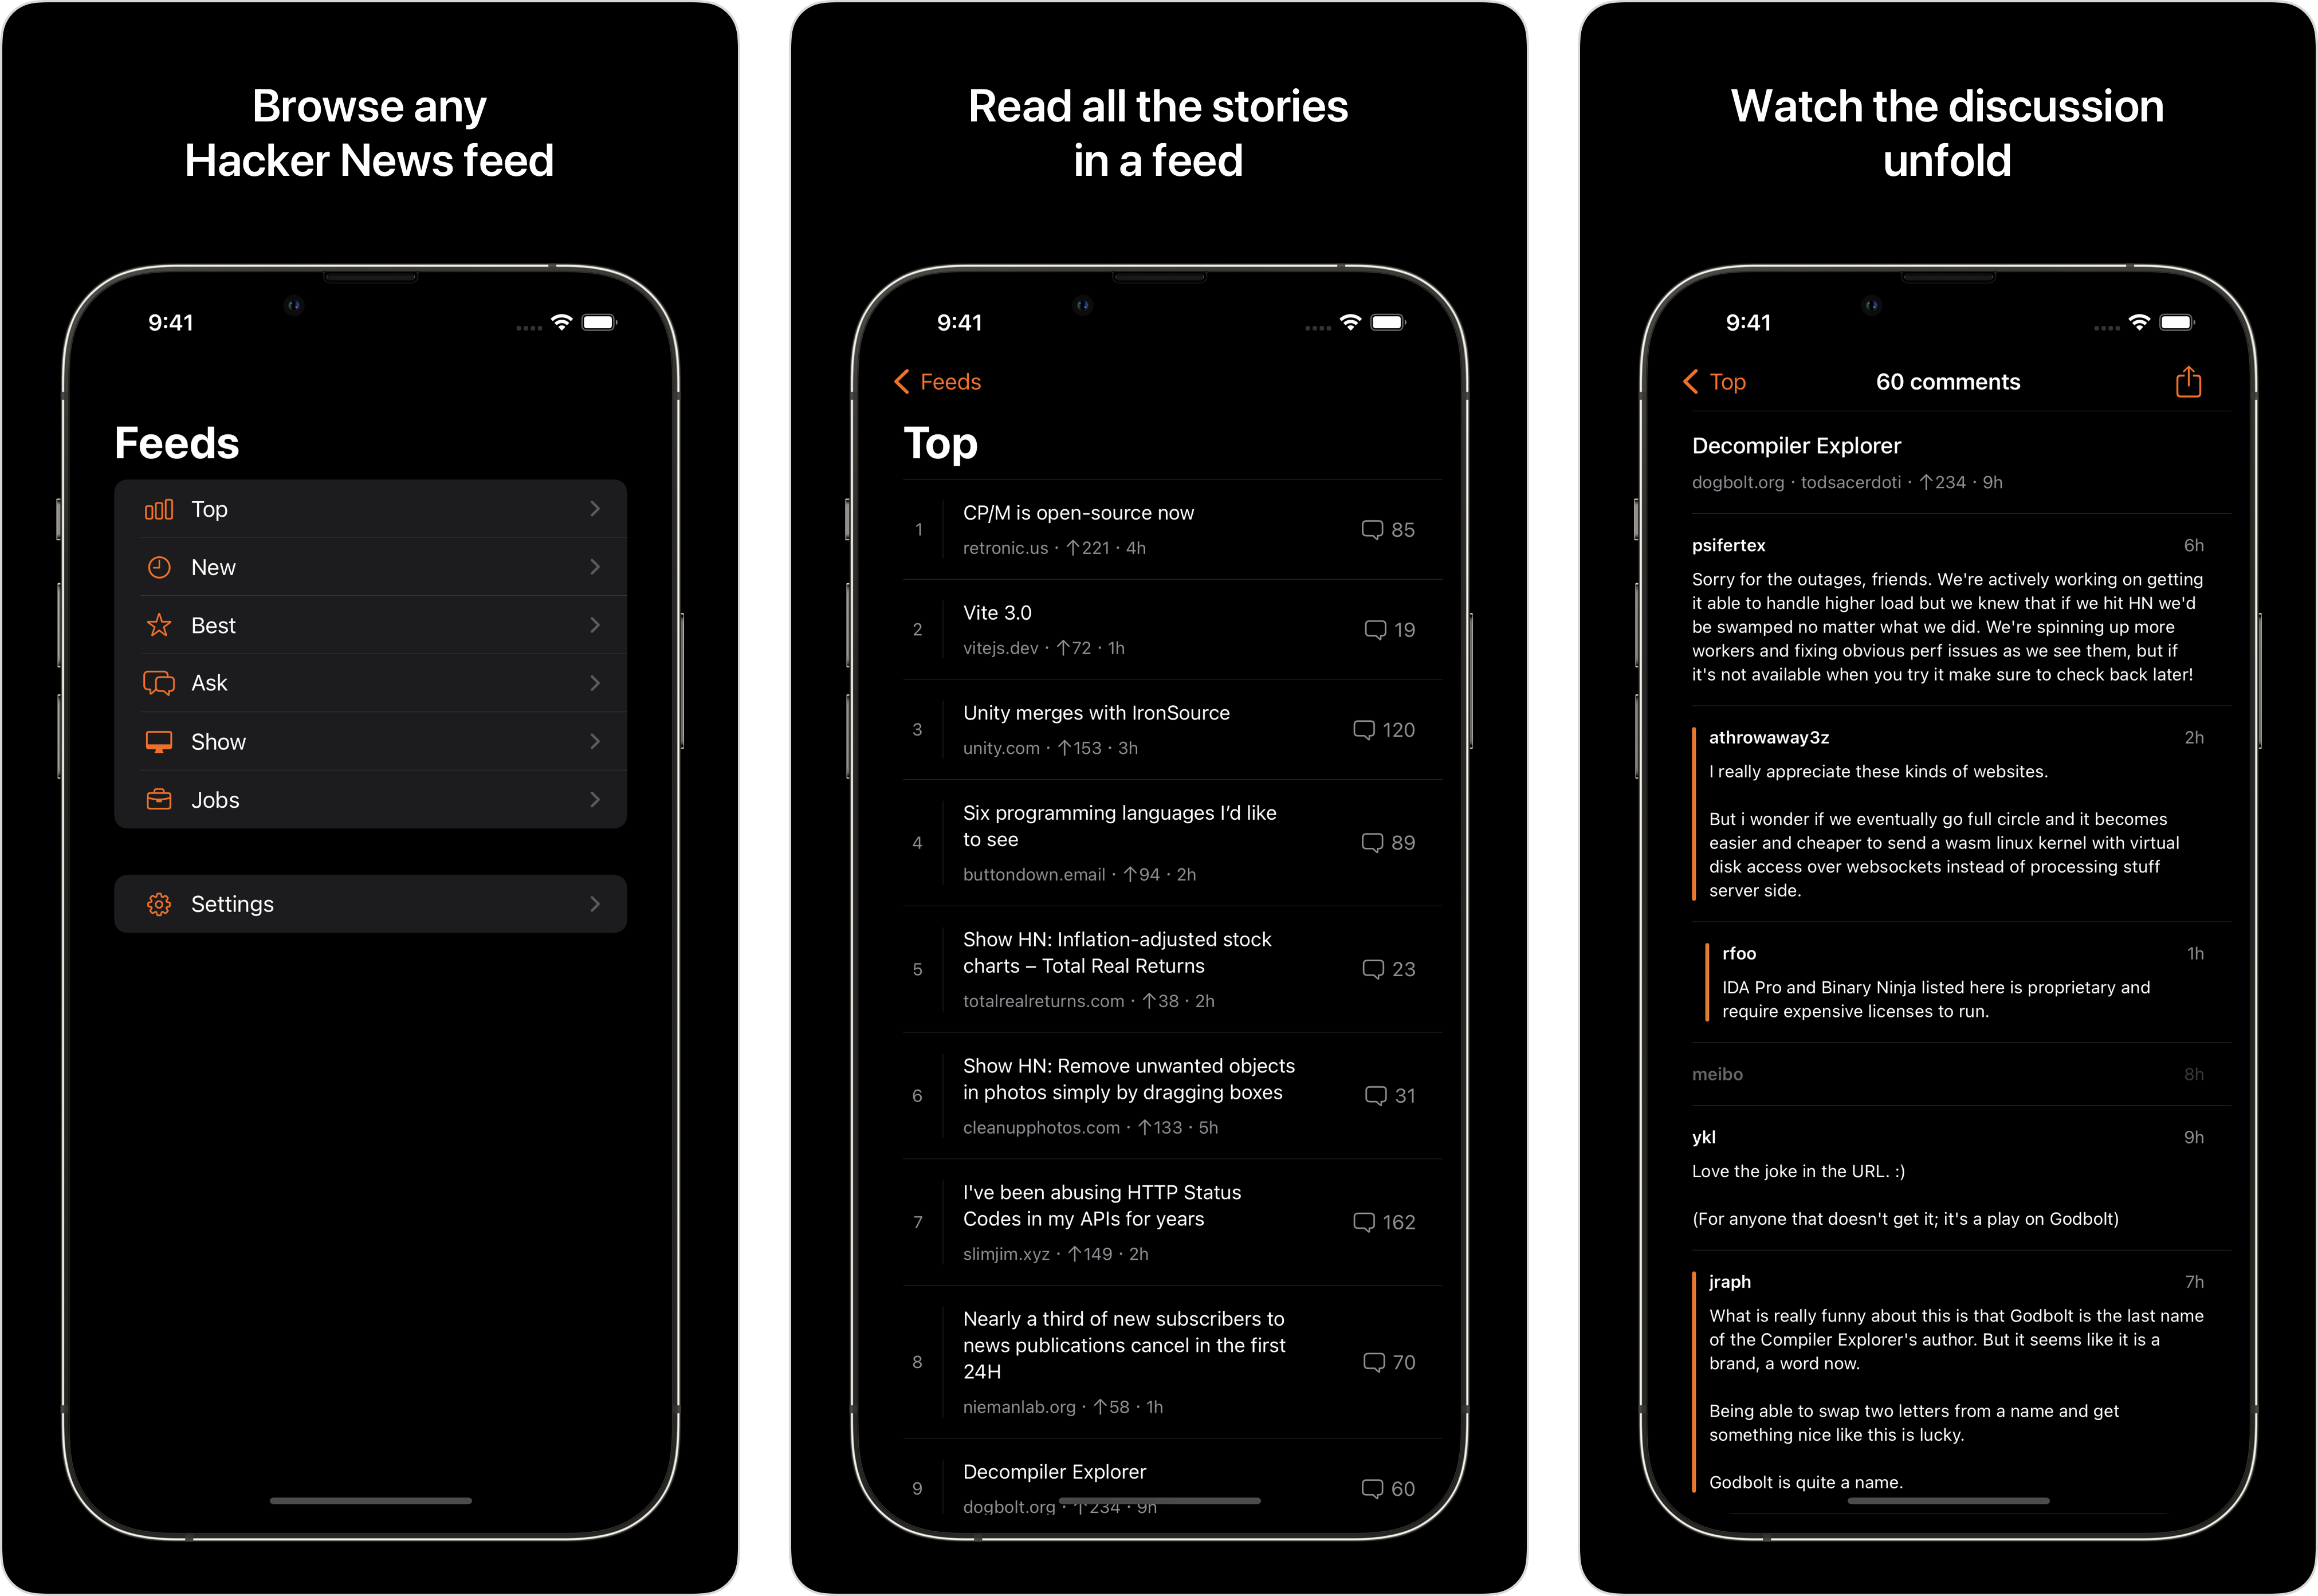 Browse any
Hacker News feed
9:41
Feeds
Top
New
Best
Ask
Show
Jobs
Settings
Read all the stories
in a feed
9:41
Feeds
Top
1
CP/M is open-source now
retronic.us · ↑221 · 4h
85
2
Vite 3.0
vitejs.dev · ↑72 · 1h
19
3
Unity merges with IronSource
unity.com · ↑153 · 3h
120
4
Six programming languages I’d like
to see
buttondown.email · ↑94 · 2h
89
5
Show HN: Inflation-adjusted stock
charts – Total Real Returns
totalrealreturns.com · ↑38 · 2h
23
6
Show HN: Remove unwanted objects
in photos simply by dragging boxes
cleanupphotos.com · ↑133 · 5h
31
7
I've been abusing HTTP Status
Codes in my APIs for years
slimjim.xyz · ↑149 · 2h
162
8
Nearly a third of new subscribers to
news publications cancel in the first
24H
niemanlab.org · ↑58 · 1h
70
9
Decompiler Explorer
dogbolt.org · ↑234 · 9h
60
Watch the discussion
unfold
9:41
Top
60 comments
Decompiler Explorer
dogbolt.org · todsacerdoti · ↑234 · 9h
psifertex 6h
Sorry for the outages, friends. We're actively working on getting
it able to handle higher load but we knew that if we hit HN we'd
be swamped no matter what we did. We're spinning up more
workers and fixing obvious perf issues as we see them, but if
it's not available when you try it make sure to check back later!
athrowaway3z 2h
I really appreciate these kinds of websites.
But i wonder if we eventually go full circle and it becomes
easier and cheaper to send a wasm linux kernel with virtual
disk access over websockets instead of processing stuff
server side.
rfoo 1h
IDA Pro and Binary Ninja listed here is proprietary and
require expensive licenses to run.
meibo 8h
ykl 9h
Love the joke in the URL. :)
(For anyone that doesn't get it; it's a play on Godbolt)
jraph 7h
What is really funny about this is that Godbolt is the last name
of the Compiler Explorer's author. But it seems like it is a
brand, a word now.
Being able to swap two letters from a name and get
something nice like this is lucky.
Godbolt is quite a name.